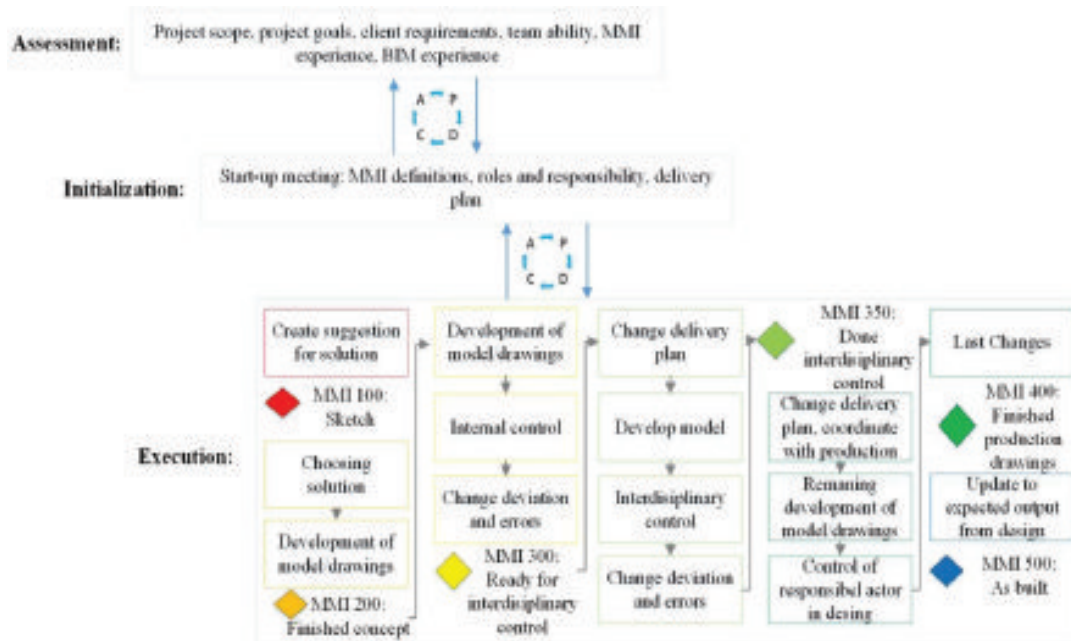 Assessment:
Project scope, project goals, client requirements, team ability, MMI
experience, BIM experience
A P
C D
Initialization:
Start-up meeting: MMI definitions, roles and responsibility, delivery
plan
A P
C D
Execution:
Create suggestion
for solution
MMI 100:
Sketch
Choosing
solution
Development of
model drawings
MMI 200:
Finished concept
Development of
model drawings
Internal control
Change deviation
and errors
MMI 300:
Ready for
interdisiplinary
control
Change delivery
plan
Develop model
Interdisiplinary
control
Change deviation
and errors
MMI 350:
Done
interdisiplinary
control
Change delivery
plan, coordinate
with production
Remaning
development of
model/drawings
Control of
responsibel actor
in desing
Last Changes
MMI 400:
Finished
production
drawings
Update to
expected output
from design
MMI 500:
As built